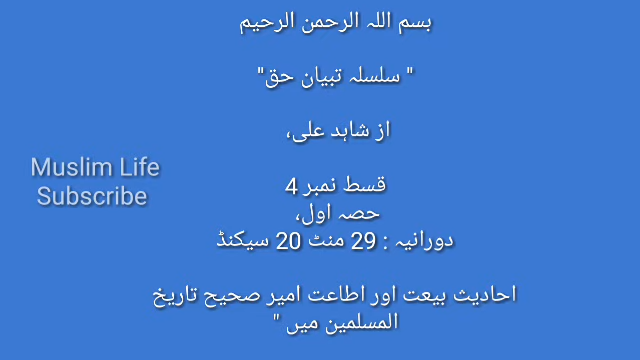 بسم اللہ الرحمن الرحیم
" سلسلہ تبیان حق"
از شاہد علی،
Muslim Life
Subscribe
قسط نمبر 4
حصہ اول،
دورانیہ : 29 منٹ 20 سیکنڈ
احادیث بیعت اور اطاعت امیر صحیح تاریخ
المسلمین میں "